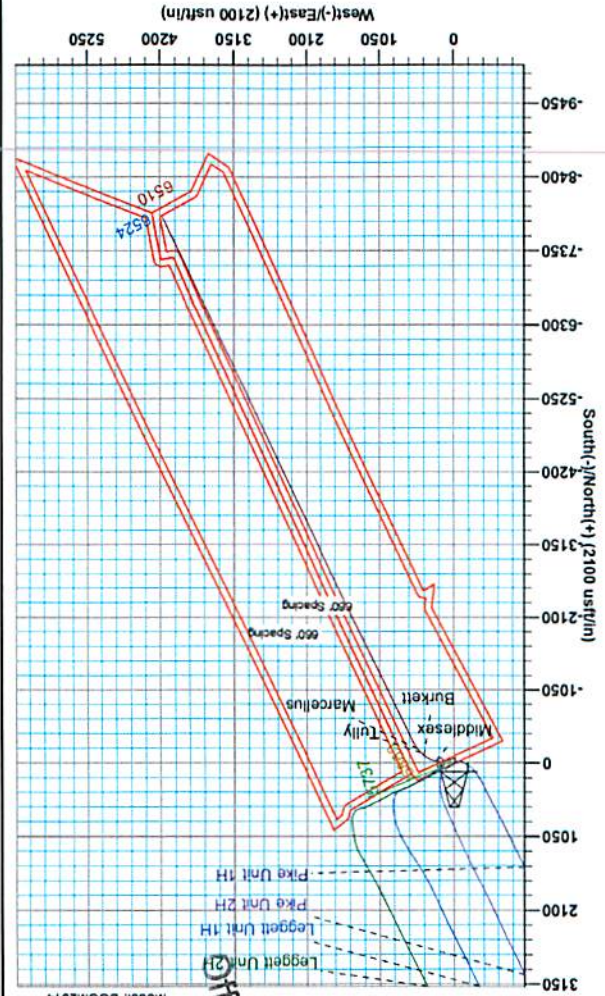 West(-)/East(+) (2100 usft/in)
0
1050
2100
3150
4200
5250
South(-)/North(+) (2100 usft/in)
-9450
-8400
-7350
-6300
-5250
-4200
-3150
-2100
-1050
0
1050
2100
3150
6510
6524
660' Spacing
660' Spacing
Marcellus
Tully
Burkett
Middlesex
Pike Unit 1H
Pike Unit 2H
Leggett Unit 1H
Leggett Unit 2H